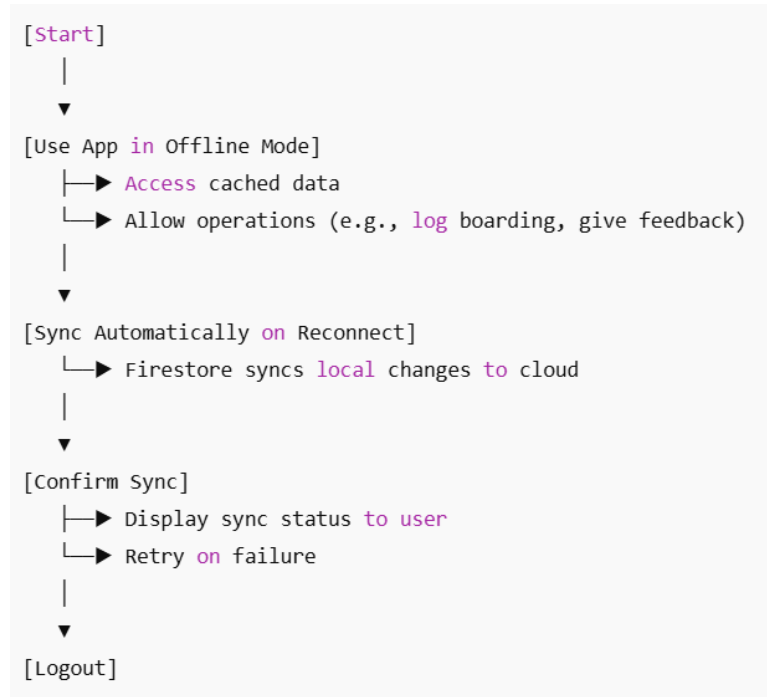 [Start]
│
▼
[Use App in Offline Mode]
├─▶ Access cached data
└─▶ Allow operations (e.g., log boarding, give feedback)
│
▼
[Sync Automatically on Reconnect]
└─▶ Firestore syncs local changes to cloud
│
▼
[Confirm Sync]
├─▶ Display sync status to user
└─▶ Retry on failure
│
▼
[Logout]